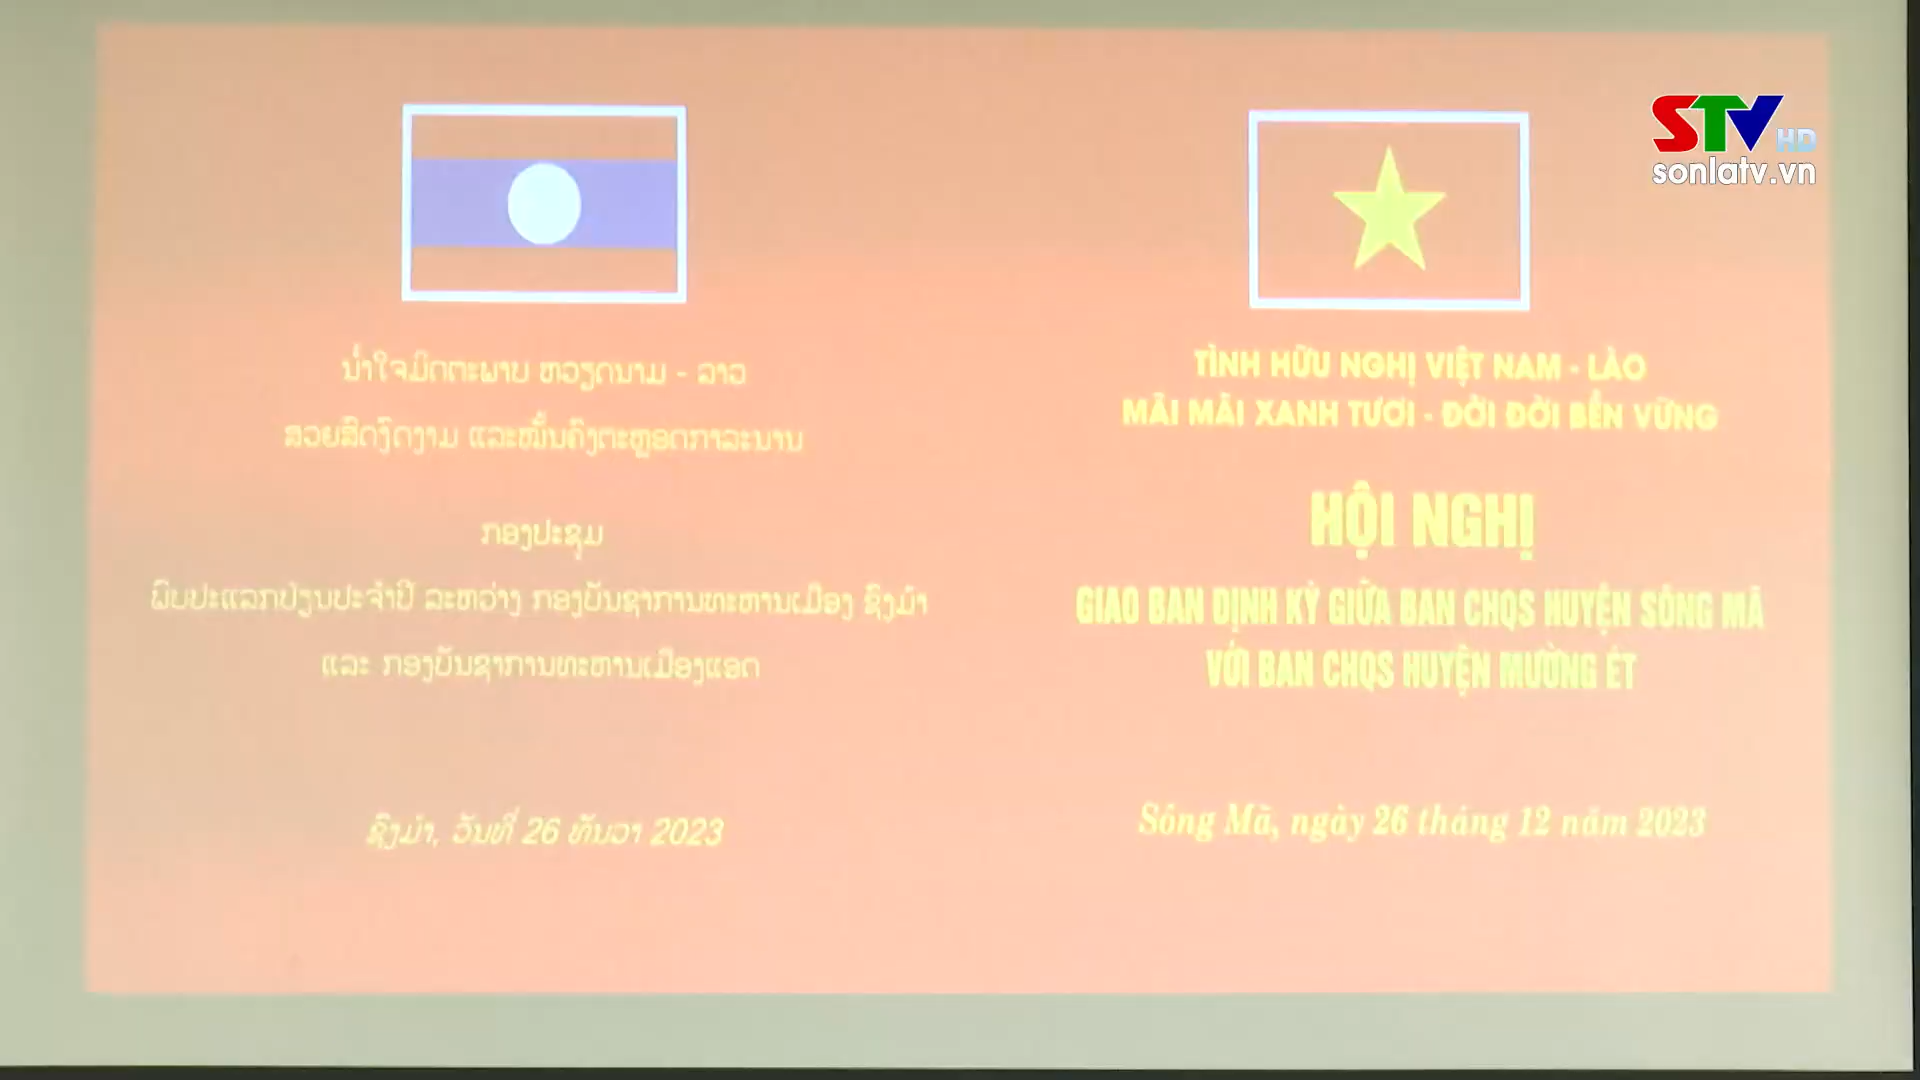 STV HD
sonlatv.vn
ນ້ຳໃຈມິດຕະພາບ ຫວຽດນາມ - ລາວ
ສວຍສົດງົດງາມ ແລະໝັ້ນຄົງຕະຫຼອດກາລະນານ
ກອງປະຊຸມ
ພົບປະແລກປ່ຽນປະຈຳປີ ລະຫວ່າງ ກອງບັນຊາການທະຫານເມືອງ ຊົງມ້າ
ແລະ ກອງບັນຊາການທະຫານເມືອງແອດ
ຊົງມ້າ, ວັນທີ່ 26 ທັນວາ 2023
TÌNH HỮU NGHỊ VIỆT NAM - LÀO
MÃI MÃI XANH TƯƠI - ĐỜI ĐỜI BỀN VỮNG
HỘI NGHỊ
GIAO BAN ĐỊNH KỲ GIỮA BAN CHQS HUYỆN SÔNG MÃ
VỚI BAN CHQS HUYỆN MƯỜNG ÉT
Sông Mã, ngày 26 tháng 12 năm 2023